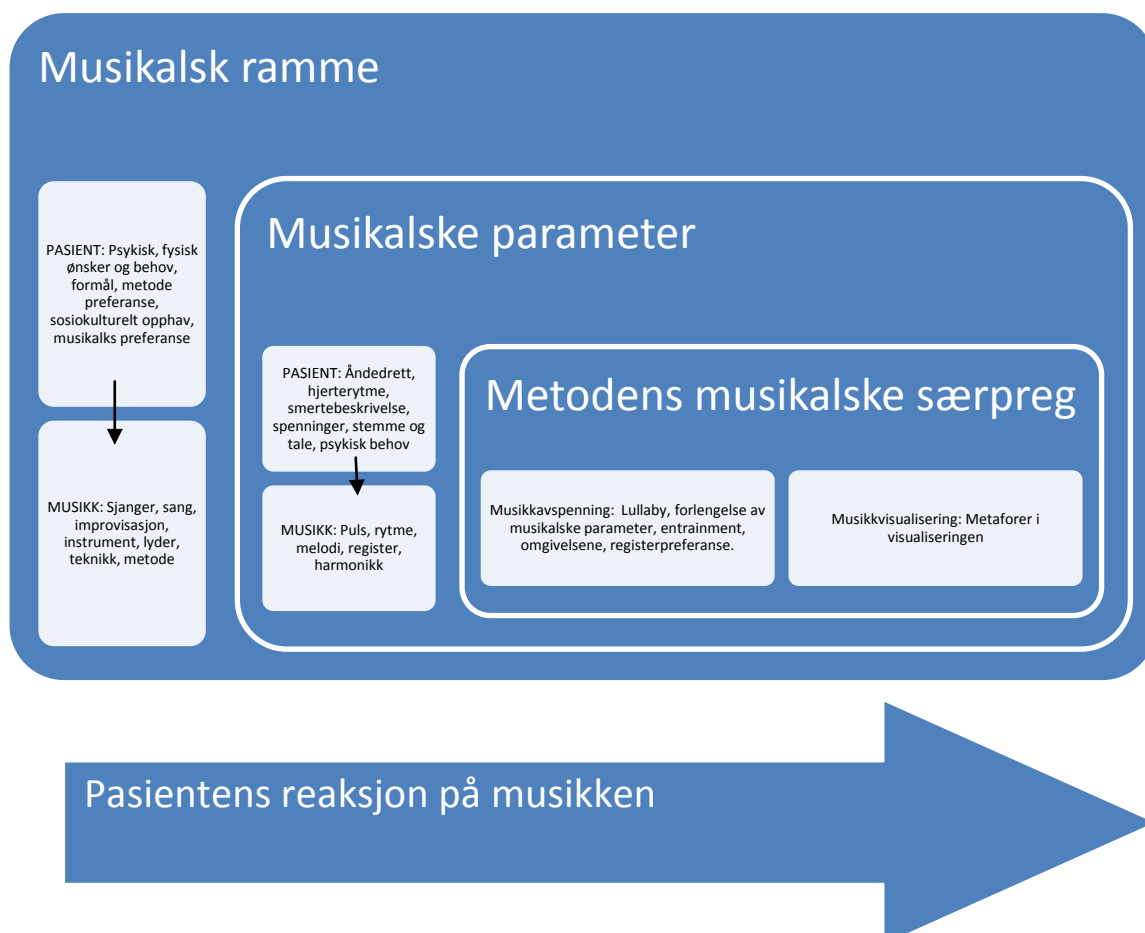 Musikalsk ramme
PASIENT: Psykisk, fysisk
ønsker og behov,
formål, metode
preferanse,
sosiokulturelt opphav,
musikalks preferanse
MUSIKK: Sjanger, sang,
improvisasjon,
instrument, lyder,
teknikk, metode
Musikalske parameter
PASIENT: Åndedrett,
hjerterytme,
smertebeskrivelse,
spenninger, stemme og
tale, psykisk behov
MUSIKK: Puls, rytme,
melodi, register,
harmonikk
Metodens musikalske særpreg
Musikkavspenning: Lullaby, forlengelse av
musikalske parameter, entrainment,
omgivelsene, registerpreferanse.
Musikkvisualisering: Metaforer i
visualiseringen
Pasientens reaksjon på musikken